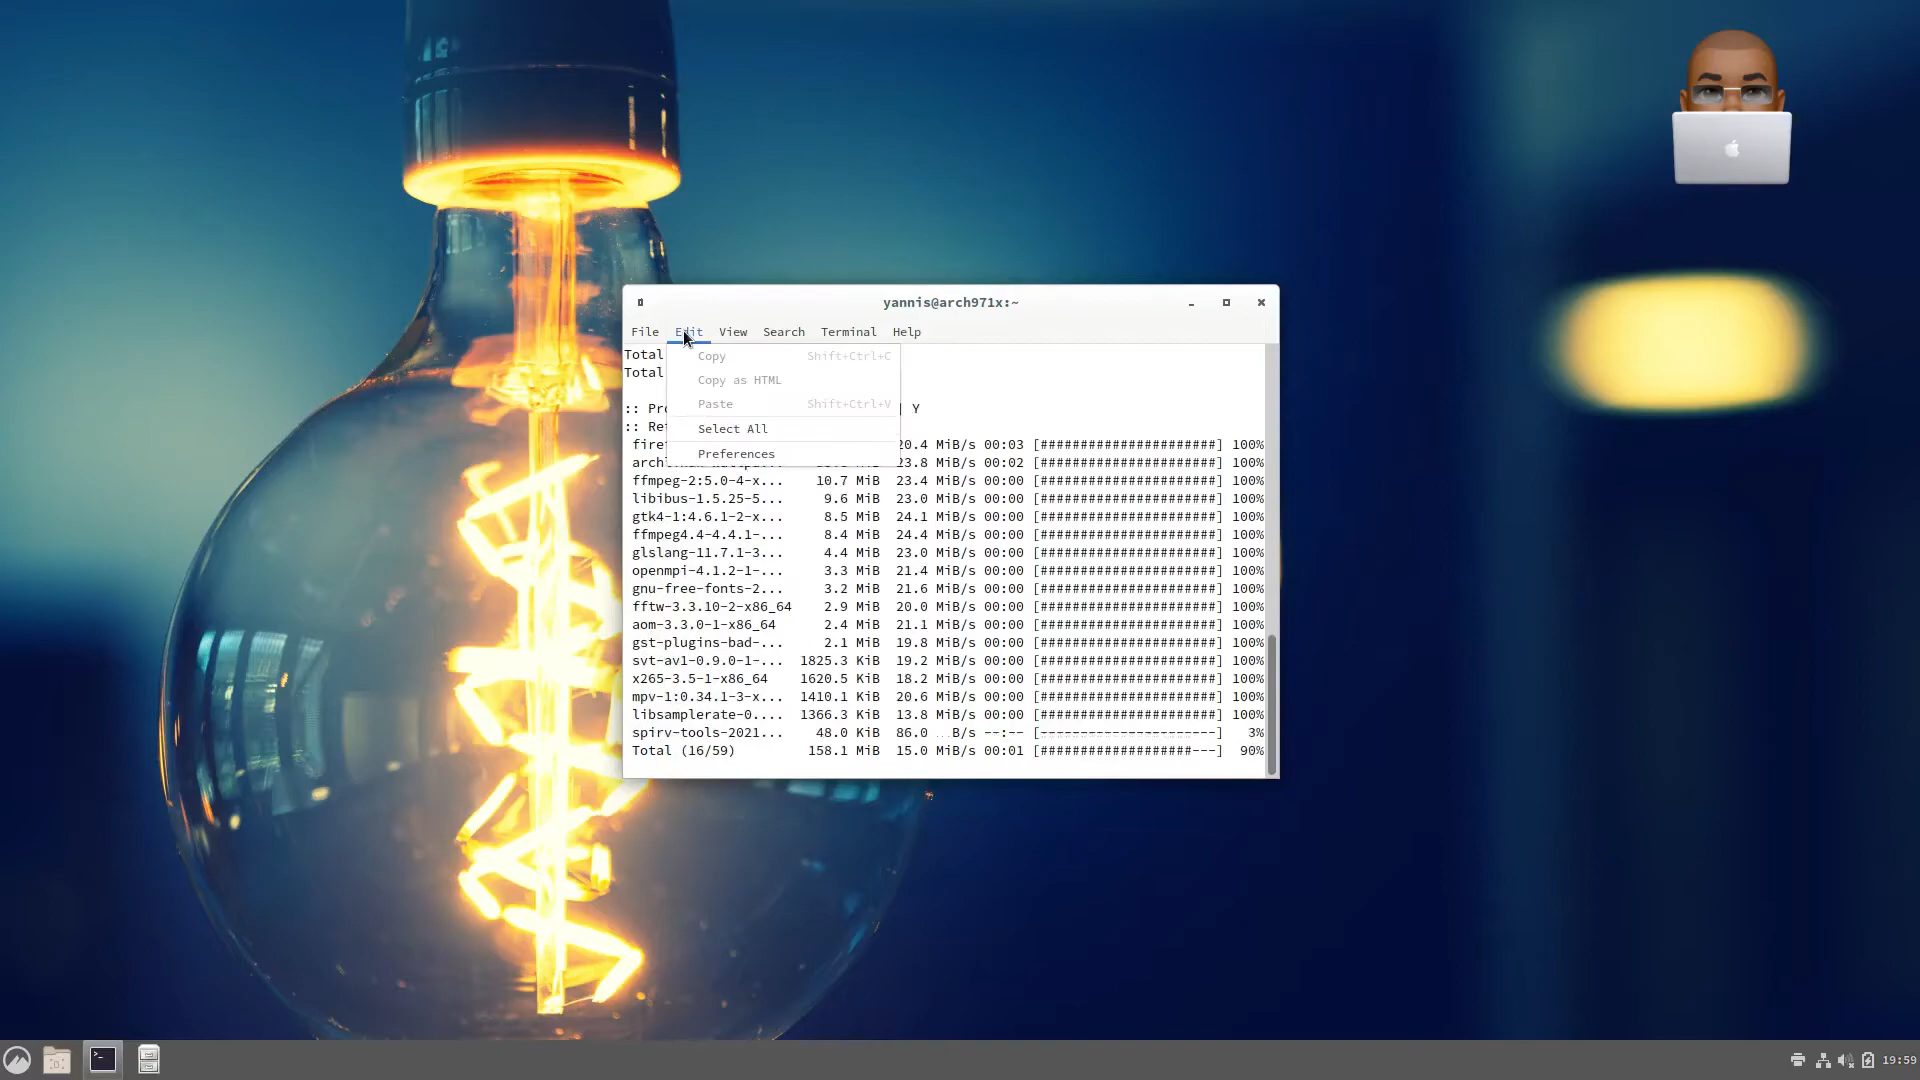 yannis@arch971x:~
File Edit View Search Terminal Help
Copy Shift+Ctrl+C
Copy as HTML
Paste Shift+Ctrl+V
Select All
Preferences
Total
Total
:: Y
::
20.4 MiB/s 00:03 [######################] 100%
23.8 MiB/s 00:02 [######################] 100%
ffmpeg-2:5.0-4-x... 10.7 MiB 23.4 MiB/s 00:00 [######################] 100%
libibus-1.5.25-5... 9.6 MiB 23.0 MiB/s 00:00 [######################] 100%
gtk4-1:4.6.1-2-x... 8.5 MiB 24.1 MiB/s 00:00 [######################] 100%
ffmpeg4.4-4.4.1-... 8.4 MiB 24.4 MiB/s 00:00 [######################] 100%
glslang-11.7.1-3... 4.4 MiB 23.0 MiB/s 00:00 [######################] 100%
openmpi-4.1.2-1-... 3.3 MiB 21.4 MiB/s 00:00 [######################] 100%
gnu-free-fonts-2... 3.2 MiB 21.6 MiB/s 00:00 [######################] 100%
fftw-3.3.10-2-x86_64 2.9 MiB 20.0 MiB/s 00:00 [######################] 100%
aom-3.3.0-1-x86_64 2.4 MiB 21.1 MiB/s 00:00 [######################] 100%
gst-plugins-bad-... 2.1 MiB 19.8 MiB/s 00:00 [######################] 100%
svt-av1-0.9.0-1-... 1825.3 KiB 19.2 MiB/s 00:00 [######################] 100%
x265-3.5-1-x86_64 1620.5 KiB 18.2 MiB/s 00:00 [######################] 100%
mpv-1:0.34.1-3-x... 1410.1 KiB 20.6 MiB/s 00:00 [######################] 100%
libsamplerate-0.... 1366.3 KiB 13.8 MiB/s 00:00 [######################] 100%
spirv-tools-2021... 48.0 KiB 86.0 B/s --:-- [----------------------] 3%
Total (16/59) 158.1 MiB 15.0 MiB/s 00:01 [###################---] 90%
19:59